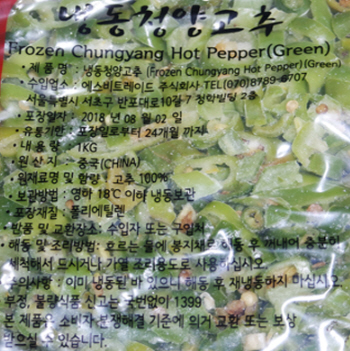 냉동청양고추
Frozen Chungyang Hot Pepper(Green)
• 제 품 명 : 냉동청양고추 (Frozen Chungyang Hot Pepper)(Green)
• 수입업소 : 에스비트레이드 주식회사 TEL(070)8789-6707
서울특별시 서초구 반포대로10길 7 청학빌딩 2층
• 포장일자 : 2018 년 08 월 02 일
• 유통기한 : 포장일로부터 24개월 까지
• 내 용 량 : 1KG
• 원 산 지 : 중국(CHINA)
• 원재료명 및 함량 : 고추 100%
• 보관방법 : 영하 18℃ 이하 냉동보관
• 포장재질 : 폴리에틸렌
• 반품 및 교환장소 : 수입자 또는 구입처
• 해동 및 조리방법 : 흐르는 물에 봉지채로 해동 후 꺼내어 충분히
세척해서 드시거나 가열 조리용도로 사용 하십시오.
주의사항 : 이미 냉동된 바 있으니 해동 후 재냉동하지 마십시오.
부정, 불량식품 신고는 국번없이 1399
본 제품은 소비자 분쟁해결 기준에 의거 교환 또는 보상
받으실 수 있습니다.